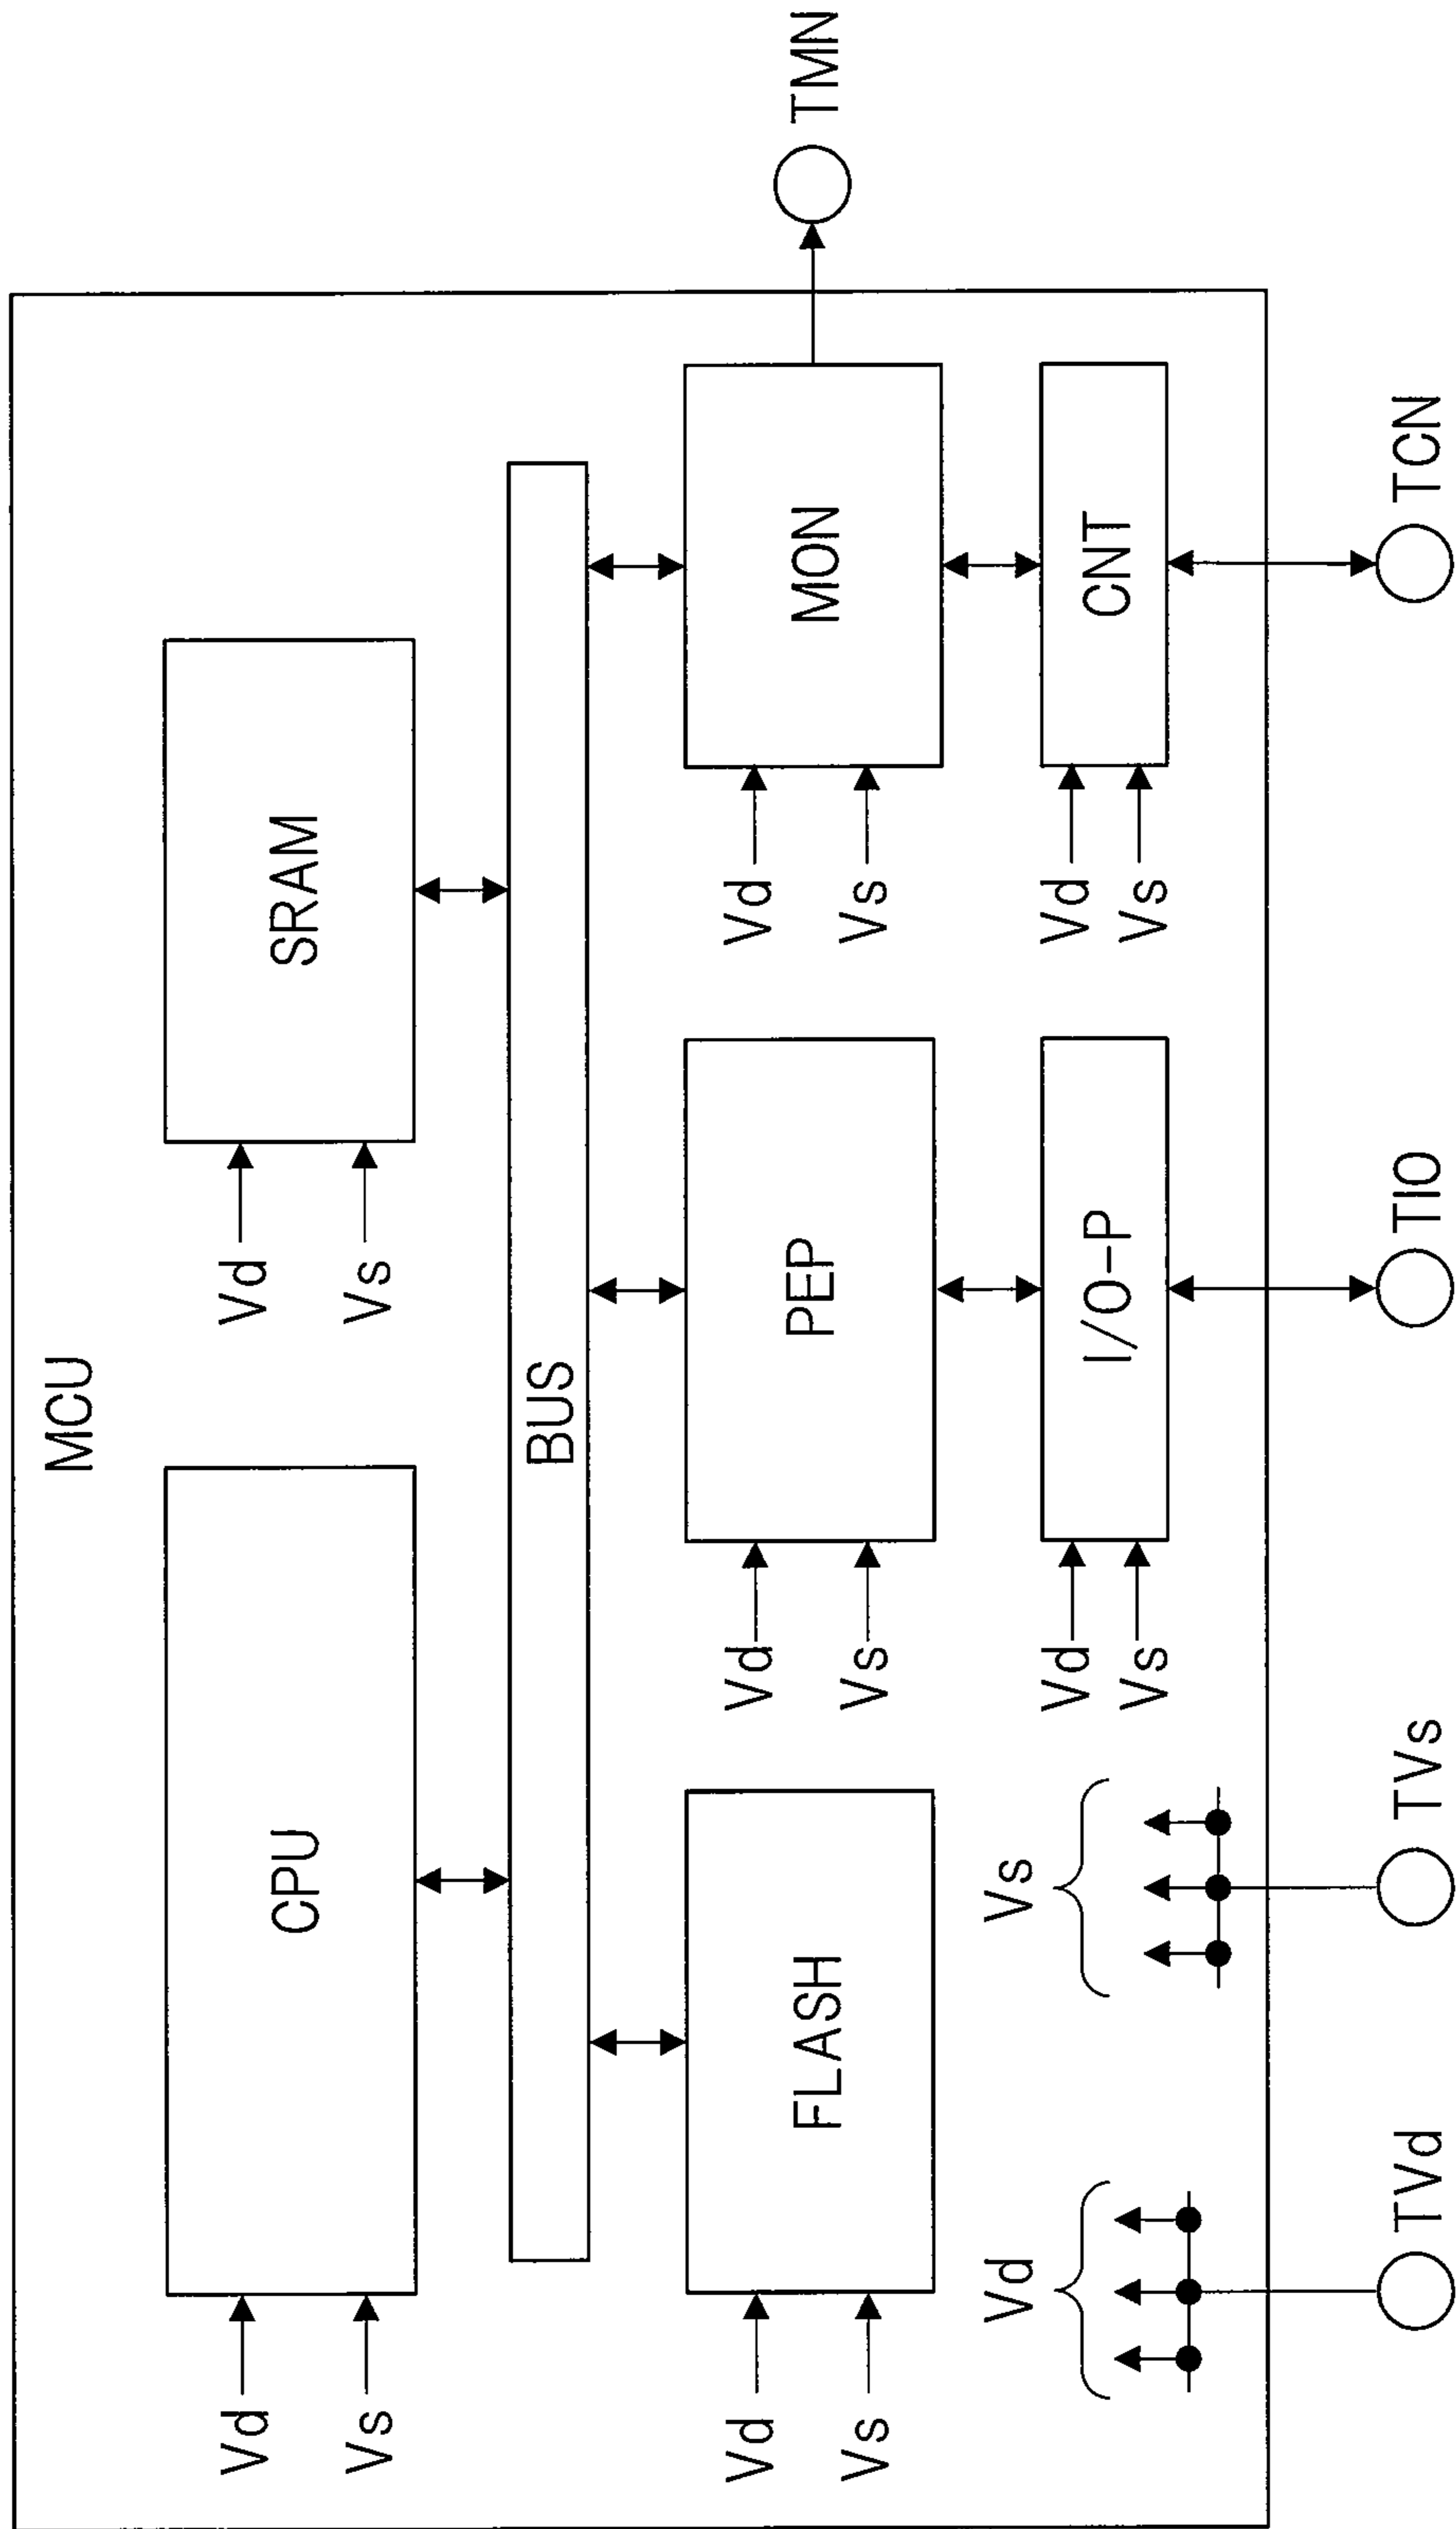 MCU
CPU
SRAM
Vd
Vs
Vd
Vs
BUS
FLASH
PEP
MON
TMN
Vd
Vs
Vd
Vs
Vd
Vs
Vd
Vs
I/O-P
CNT
Vd
Vs
Vd
Vs
TVd
TVs
TIO
TCN